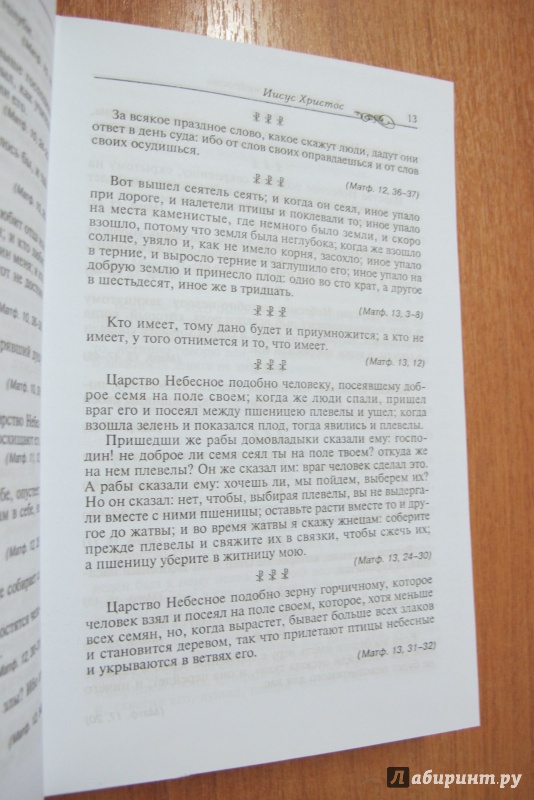 Иисус Христос 13
За всякое праздное слово, какое скажут люди, дадут они
ответ в день суда: ибо от слов своих оправдаешься и от слов
своих осудишься.
(Матф. 12, 36–37)
Вот вышел сеятель сеять; и когда он сеял, иное упало
при дороге, и налетели птицы и поклевали то; иное упало
на места каменистые, где немного было земли, и скоро
взошло, потому что земля была неглубока; когда же взошло
солнце, увяло и, как не имело корня, засохло; иное упало
в терние, и выросло терние и заглушило его; иное упало на
добрую землю и принесло плод: одно во сто крат, а другое
в шестьдесят, иное же в тридцать.
(Матф. 13, 3–8)
Кто имеет, тому дано будет и приумножится; а кто не
имеет, у того отнимется и то, что имеет.
(Матф. 13, 12)
Царство Небесное подобно человеку, посеявшему доб-
рое семя на поле своем; когда же люди спали, пришел
враг его и посеял между пшеницею плевелы и ушел; когда
взошла зелень и показался плод, тогда явились и плевелы.
Пришедши же рабы домовладыки сказали ему: госпо-
дин! не доброе ли семя сеял ты на поле твоем? откуда же
на нем плевелы? Он же сказал им: враг человек сделал это.
А рабы сказали ему: хочешь ли, мы пойдем, выберем их?
Но он сказал: нет, чтобы, выбирая плевелы, вы не выдерга-
ли вместе с ними пшеницы; оставьте расти вместе то и дру-
гое до жатвы; и во время жатвы я скажу жнецам: соберите
прежде плевелы и свяжите их в связки, чтобы сжечь их;
а пшеницу уберите в житницу мою.
(Матф. 13, 24–30)
Царство Небесное подобно зерну горчичному, которое
человек взял и посеял на поле своем, которое, хотя меньше
всех семян, но, когда вырастет, бывает больше всех злаков
и становится деревом, так что прилетают птицы небесные
и укрываются в ветвях его.
(Матф. 13, 31–32)
Лабиринт.ру